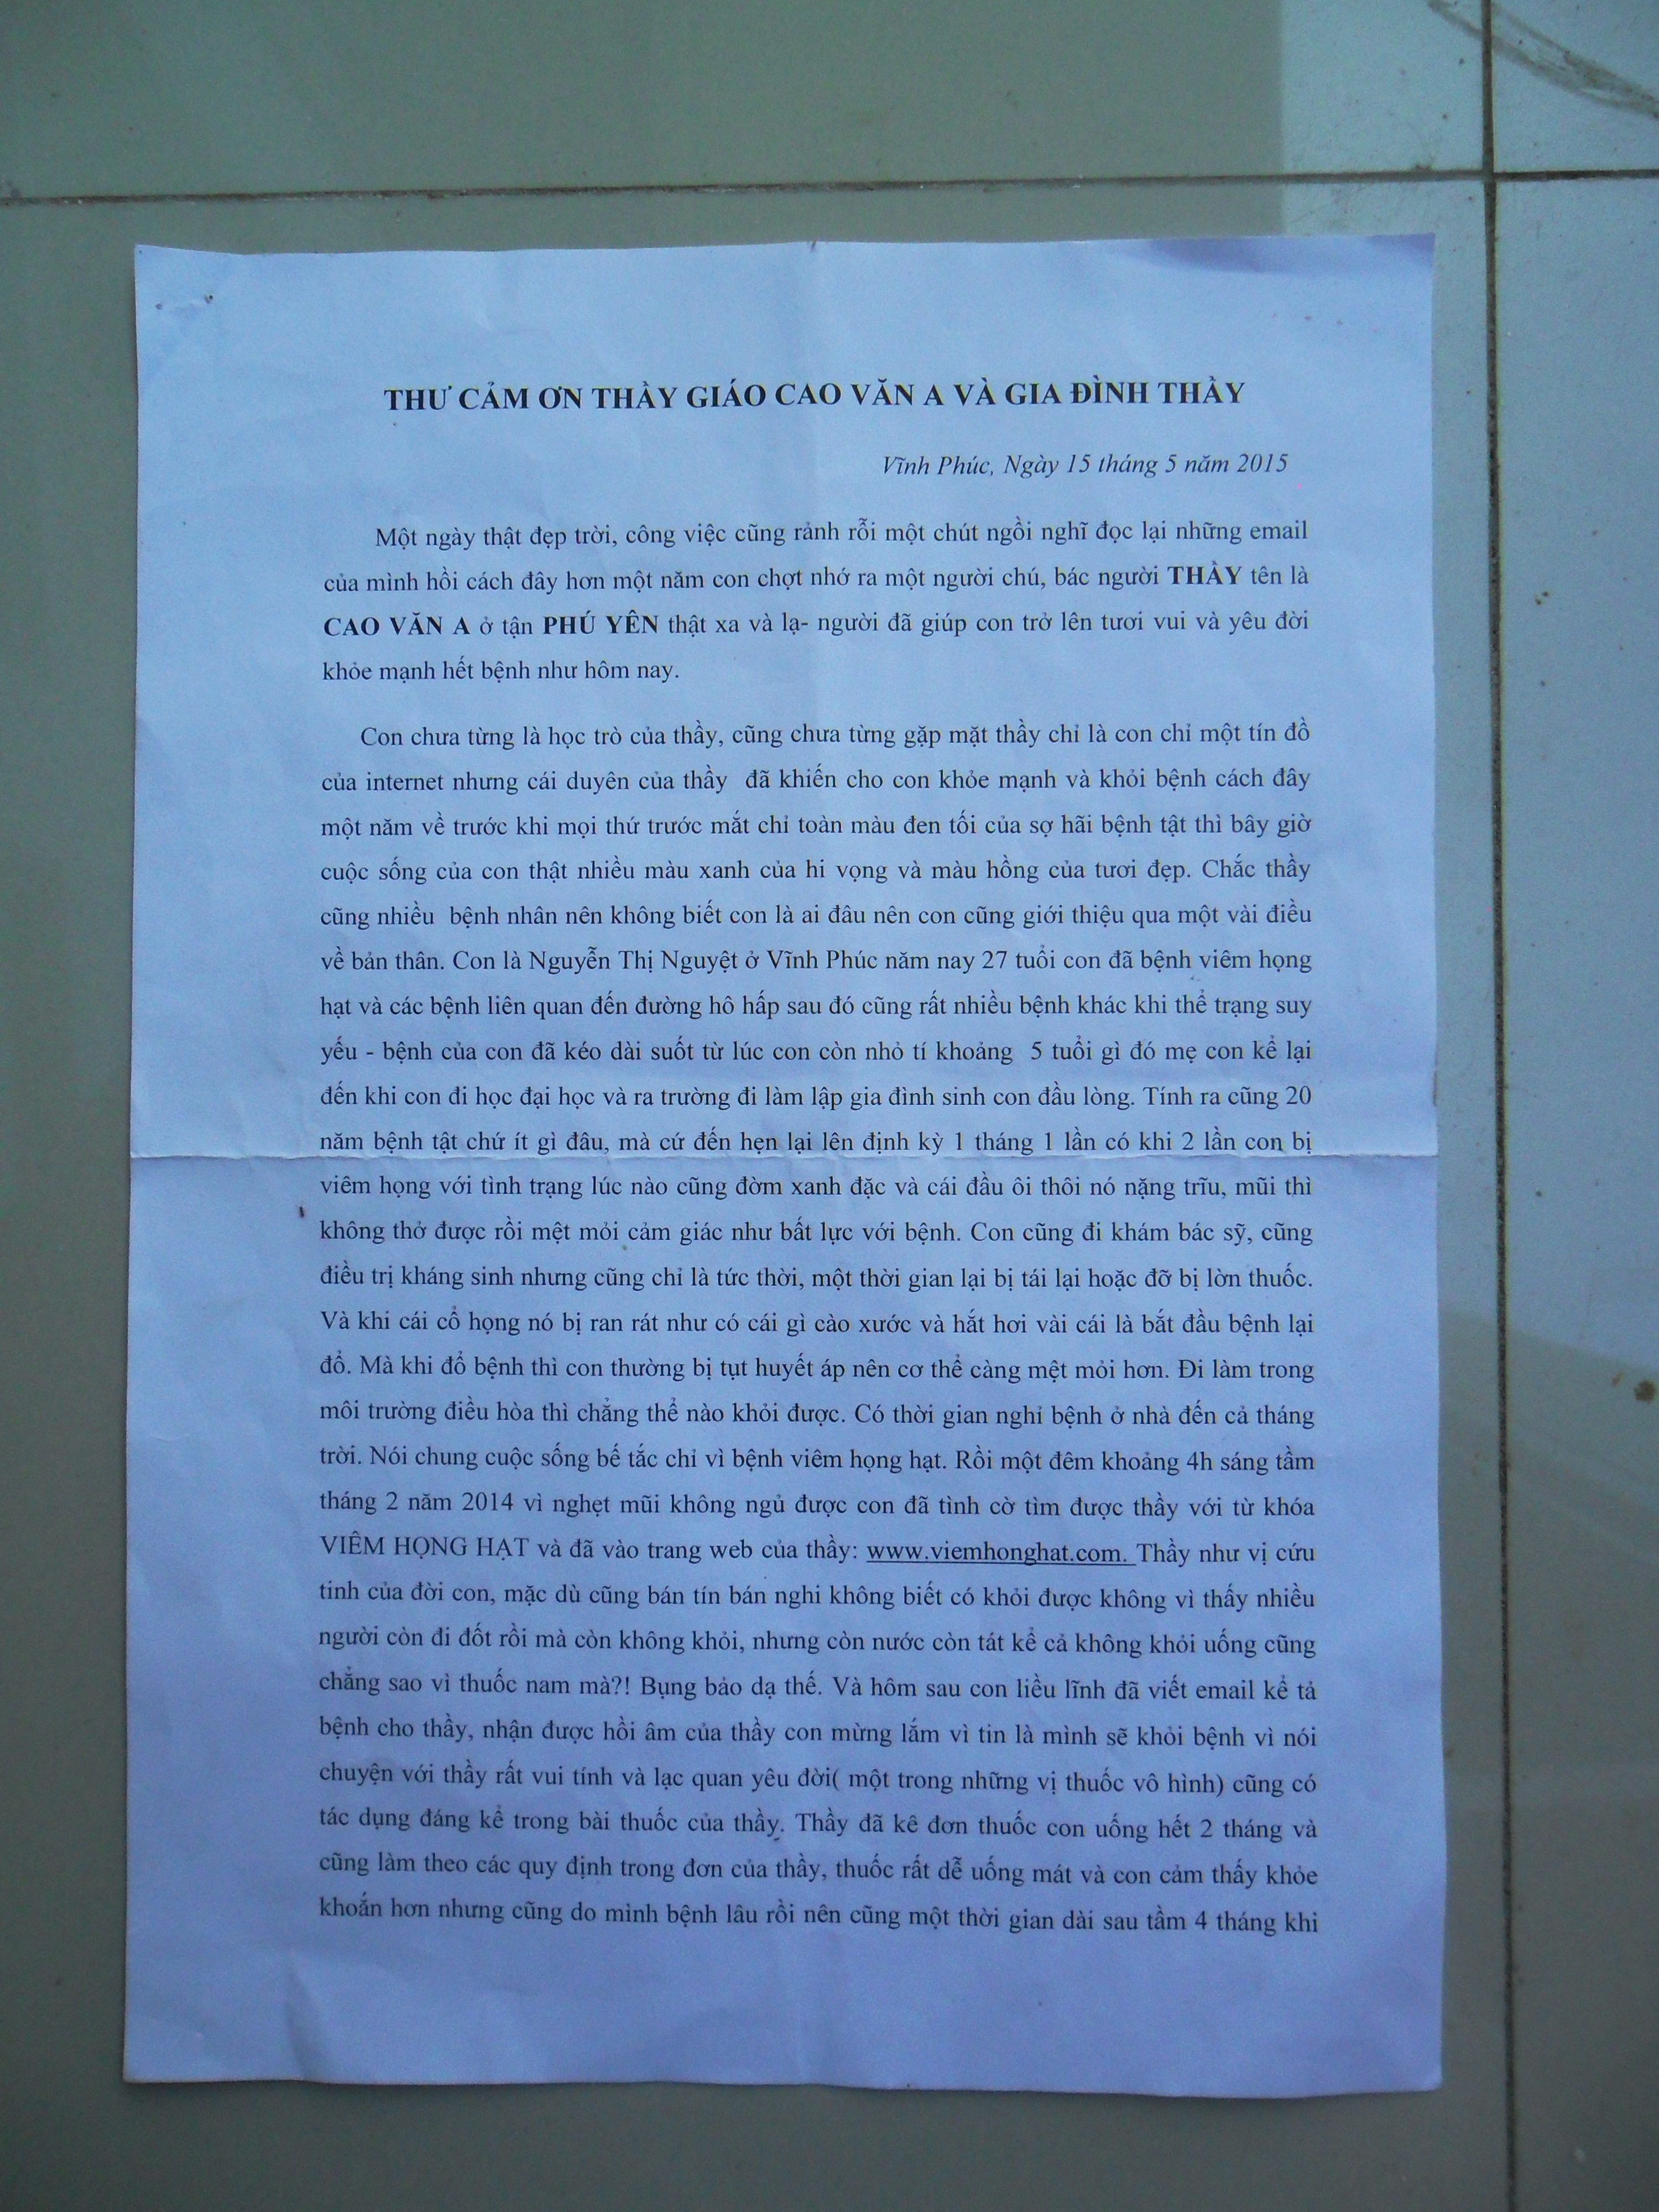 THƯ CẢM ƠN THẦY GIÁO CAO VĂN A VÀ GIA ĐÌNH THẦY
Vĩnh Phúc, Ngày 15 tháng 5 năm 2015
Một ngày thật đẹp trời, công việc cũng rảnh rỗi một chút ngồi nghĩ đọc lại những email
của mình hồi cách đây hơn một năm con chợt nhớ ra một người chú, bác người THẦY tên là
CAO VĂN A ở tận PHÚ YÊN thật xa và lạ- người đã giúp con trở lên tươi vui và yêu đời
khỏe mạnh hết bệnh như hôm nay.
Con chưa từng là học trò của thầy, cũng chưa từng gặp mặt thầy chỉ là con chỉ một tín đồ
của internet nhưng cái duyên của thầy đã khiến cho con khỏe mạnh và khỏi bệnh cách đây
một năm về trước khi mọi thứ trước mắt chỉ toàn màu đen tối của sợ hãi bệnh tật thì bây giờ
cuộc sống của con thật nhiều màu xanh của hi vọng và màu hồng của tươi đẹp. Chắc thầy
cũng nhiều bệnh nhân nên không biết con là ai đâu nên con cũng giới thiệu qua một vài điều
về bản thân. Con là Nguyễn Thị Nguyệt ở Vĩnh Phúc năm nay 27 tuổi con đã bệnh viêm họng
hạt và các bệnh liên quan đến đường hô hấp sau đó cũng rất nhiều bệnh khác khi thể trạng suy
yếu - bệnh của con đã kéo dài suốt từ lúc con còn nhỏ tí khoảng 5 tuổi gì đó mẹ con kể lại
đến khi con đi học đại học và ra trường đi làm lập gia đình sinh con đầu lòng. Tính ra cũng 20
năm bệnh tật chứ ít gì đâu, mà cứ đến hẹn lại lên định kỳ 1 tháng 1 lần có khi 2 lần con bị
viêm họng với tình trạng lúc nào cũng đờm xanh đặc và cái đầu ôi thôi nó nặng trĩu, mũi thì
không thở được rồi mệt mỏi cảm giác như bất lực với bệnh. Con cũng đi khám bác sỹ, cũng
điều trị kháng sinh nhưng cũng chỉ là tức thời, một thời gian lại bị tái lại hoặc đỡ bị lờn thuốc.
Và khi cái cổ họng nó bị ran rát như có cái gì cào xước và hắt hơi vài cái là bắt đầu bệnh lại
đổ. Mà khi đổ bệnh thì con thường bị tụt huyết áp nên cơ thể càng mệt mỏi hơn. Đi làm trong
môi trường điều hòa thì chẳng thể nào khỏi được. Có thời gian nghỉ bệnh ở nhà đến cả tháng
trời. Nói chung cuộc sống bế tắc chỉ vì bệnh viêm họng hạt. Rồi một đêm khoảng 4h sáng tầm
tháng 2 năm 2014 vì nghẹt mũi không ngủ được con đã tình cờ tìm được thầy với từ khóa
VIÊM HỌNG HẠT và đã vào trang web của thầy: www.viemhonghat.com. Thầy như vị cứu
tinh của đời con, mặc dù cũng bán tín bán nghi không biết có khỏi được không vì thấy nhiều
người còn đi đốt rồi mà còn không khỏi, nhưng còn nước còn tát kể cả không khỏi uống cũng
chẳng sao vì thuốc nam mà?! Bụng bảo dạ thế. Và hôm sau con liều lĩnh đã viết email kể tả
bệnh cho thầy, nhận được hồi âm của thầy con mừng lắm vì tin là mình sẽ khỏi bệnh vì nói
chuyện với thầy rất vui tính và lạc quan yêu đời( một trong những vị thuốc vô hình) cũng có
tác dụng đáng kể trong bài thuốc của thầy. Thầy đã kê đơn thuốc con uống hết 2 tháng và
cũng làm theo các quy định trong đơn của thầy, thuốc rất dễ uống mát và con cảm thấy khỏe
khoắn hơn nhưng cũng do mình bệnh lâu rồi nên cũng một thời gian dài sau tầm 4 tháng khi